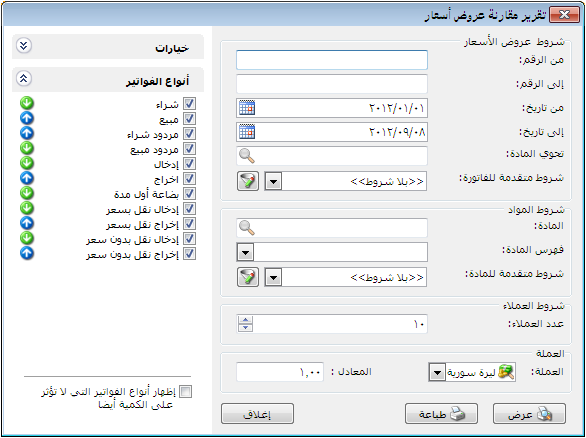 تقرير مقارنة عروض أسعار
شروط عروض الأسعار
من الرقم:
إلى الرقم:
من تاريخ: ٢٠١٢/٠١/٠١
إلى تاريخ: ٢٠١٢/٠٩/٠٨
تحوي المادة:
شروط متقدمة للفاتورة: <<بلا شروط>>
شروط المواد
المادة:
فهرس المادة:
شروط متقدمة للمادة: <<بلا شروط>>
شروط العملاء
عدد العملاء: ١٠
العملة
العملة: ليرة سورية المعادل : ١,٠٠
عرض طباعة إغلاق
خيارات
أنواع الفواتير
شراء
مبيع
مردود شراء
مردود مبيع
إدخال
اخراج
بضاعة أول مدة
إدخال نقل بسعر
إخراج نقل بسعر
إدخال نقل بدون سعر
إخراج نقل بدون سعر
إظهار أنواع الفواتير التي لا تؤثر
على الكمية أيضا